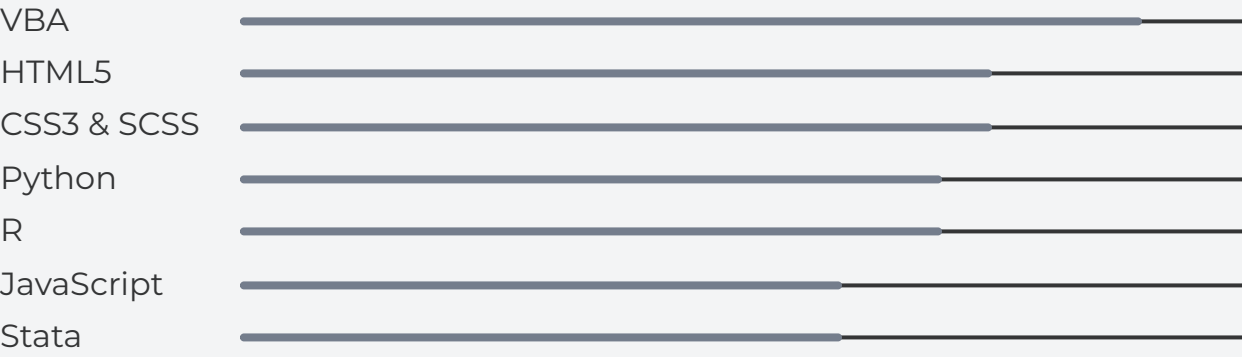 VBA
HTML5
CSS3 & SCSS
Python
R
JavaScript
Stata